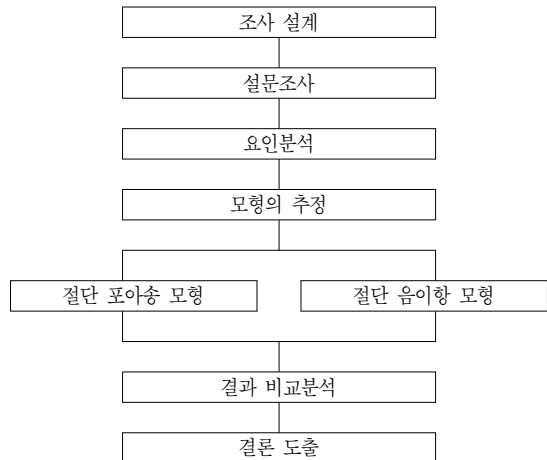 조사 설계
설문조사
요인분석
모형의 추정
절단 포아송 모형
절단 음이항 모형
결과 비교분석
결론 도출